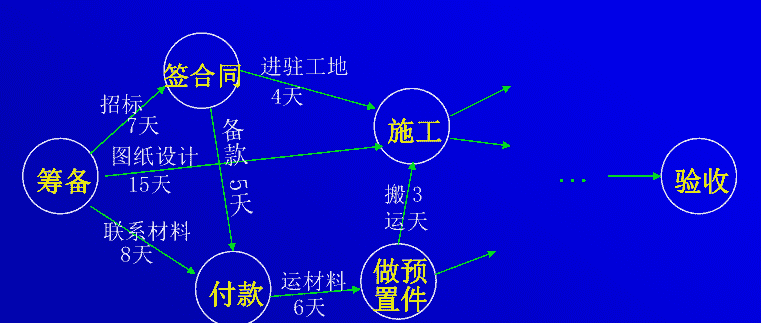 签合同
进驻工地
4天
招标
7天
备款 5天
施工
图纸设计
15天
筹备
验收
···
联系材料
8天
搬运 3天
付款
运材料
6天
做预
置件